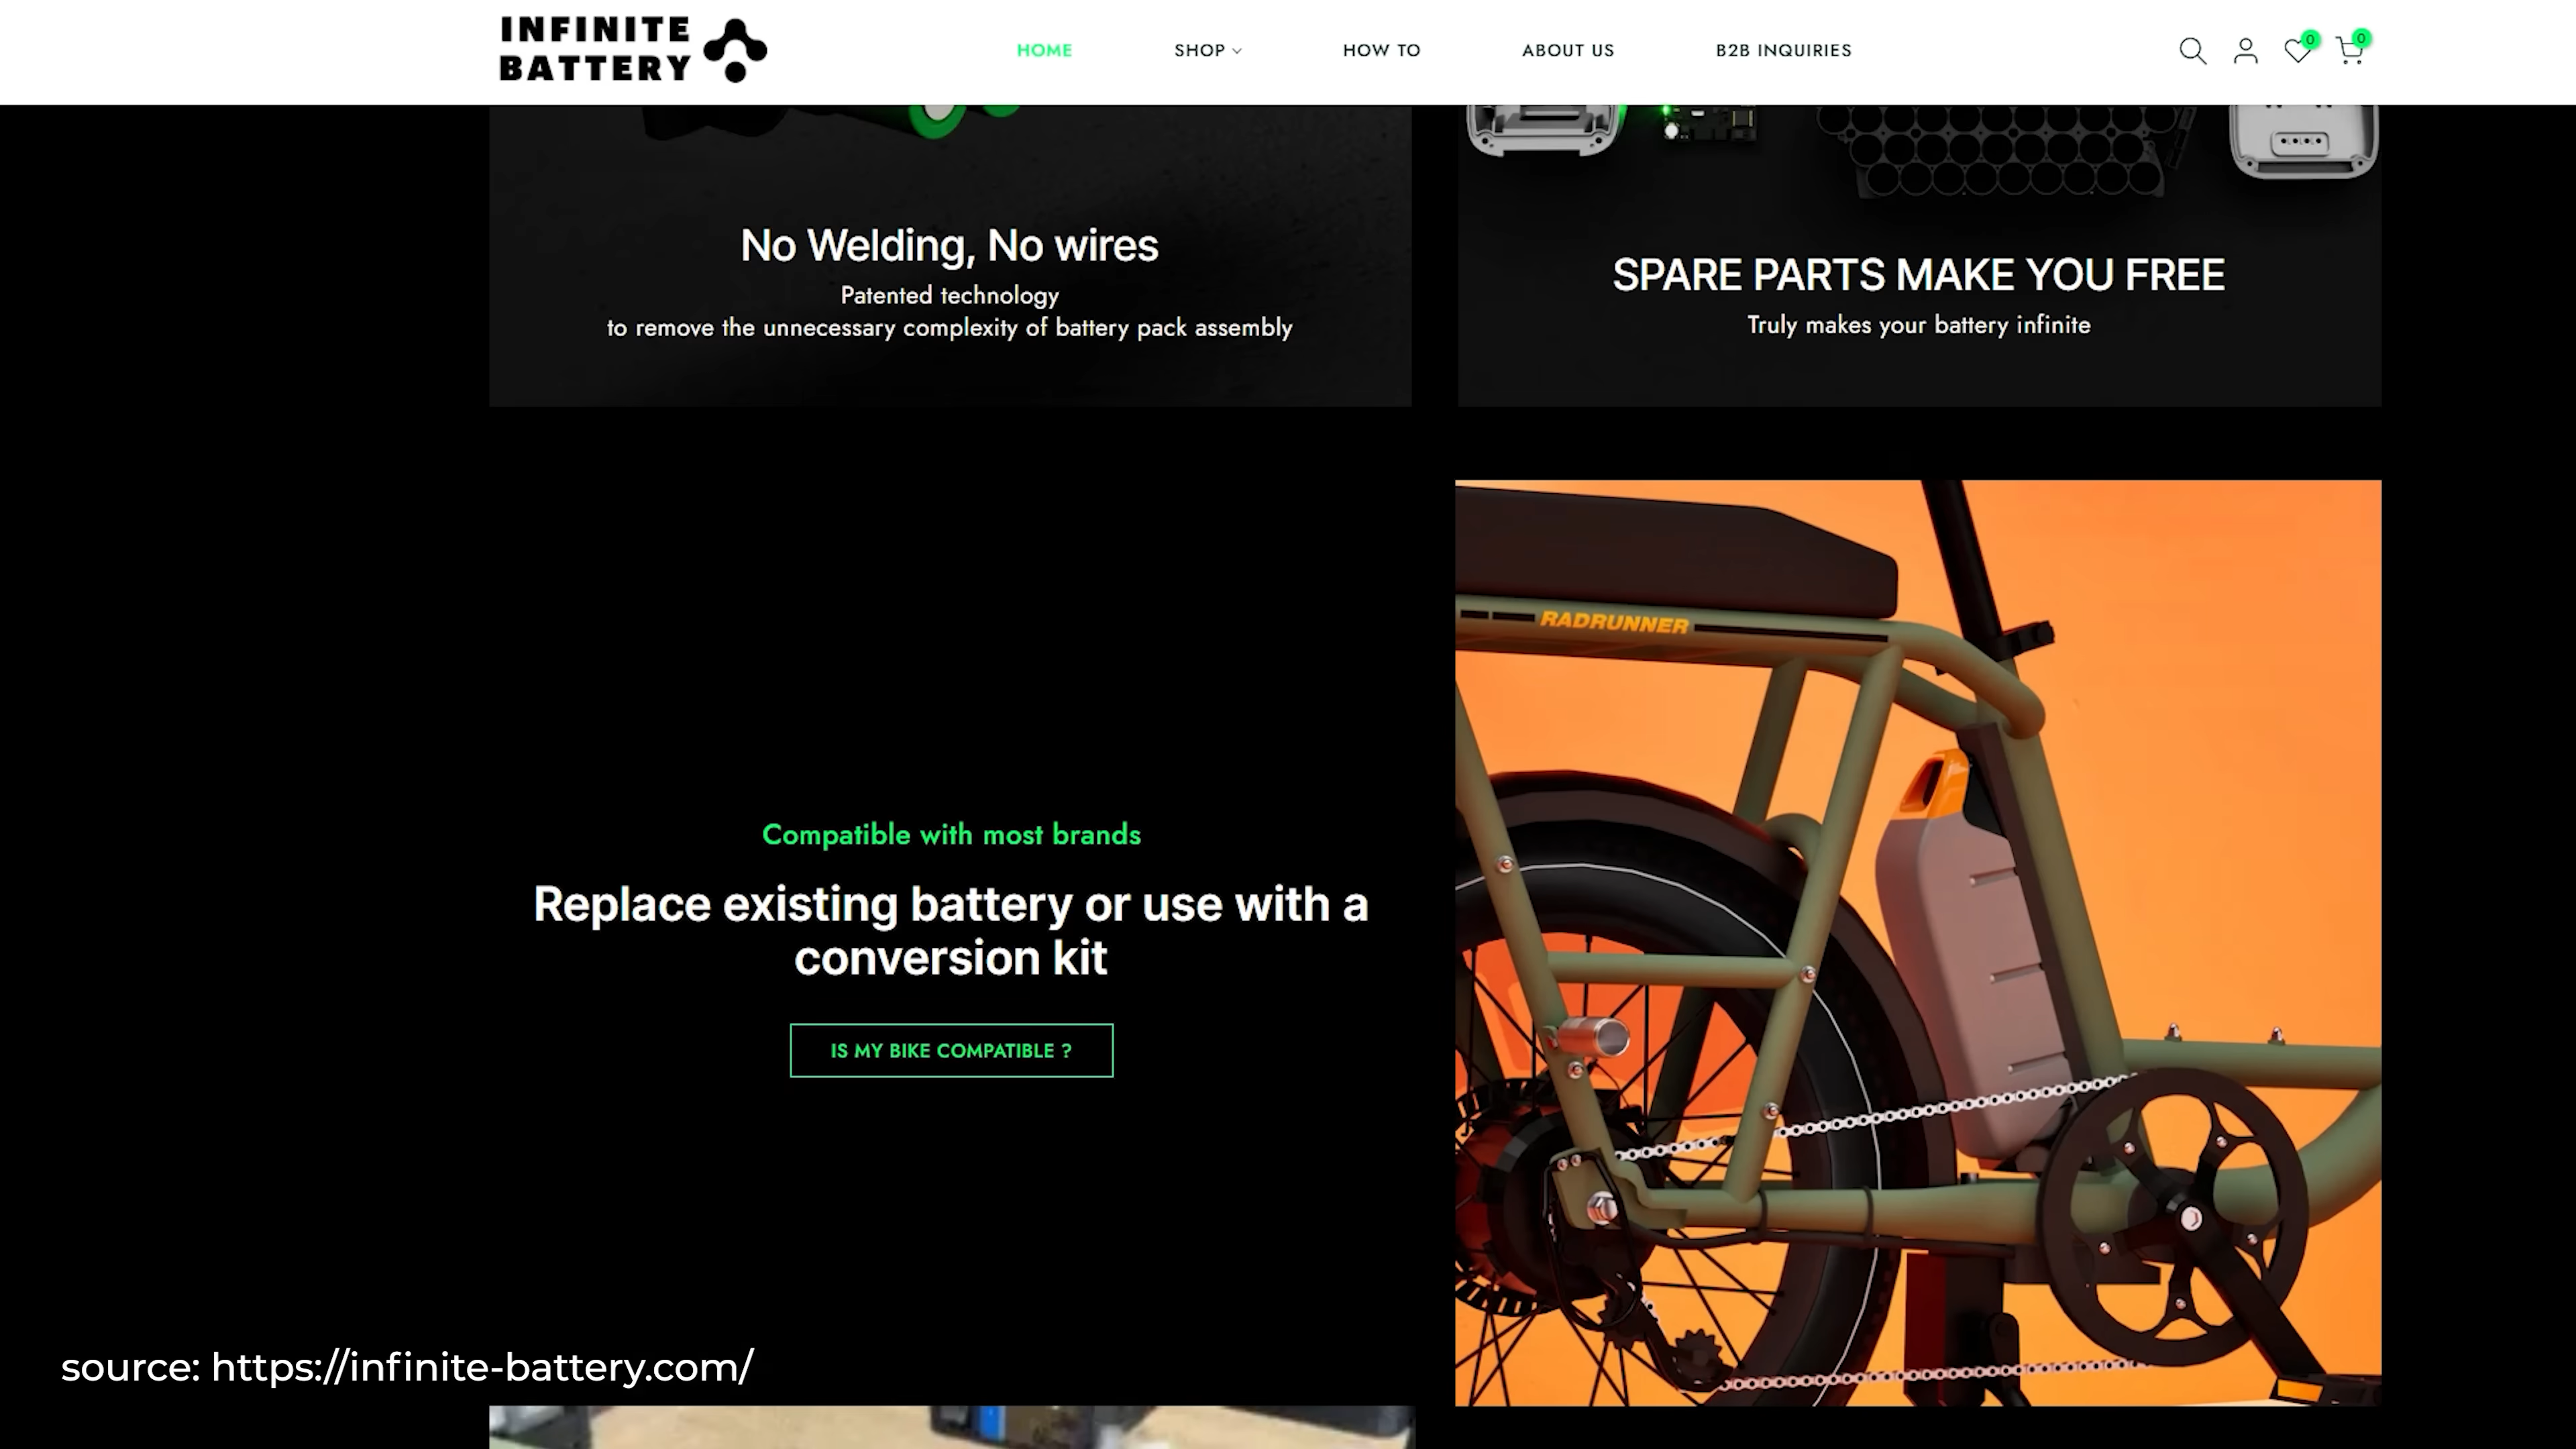 INFINITE
BATTERY
HOME
SHOP
HOW TO
ABOUT US
B2B INQUIRIES
0
0
No Welding, No wires
Patented technology
to remove the unnecessary complexity of battery pack assembly
SPARE PARTS MAKE YOU FREE
Truly makes your battery infinite
RADRUNNER
Compatible with most brands
Replace existing battery or use with a
conversion kit
IS MY BIKE COMPATIBLE ?
source: https://infinite-battery.com/